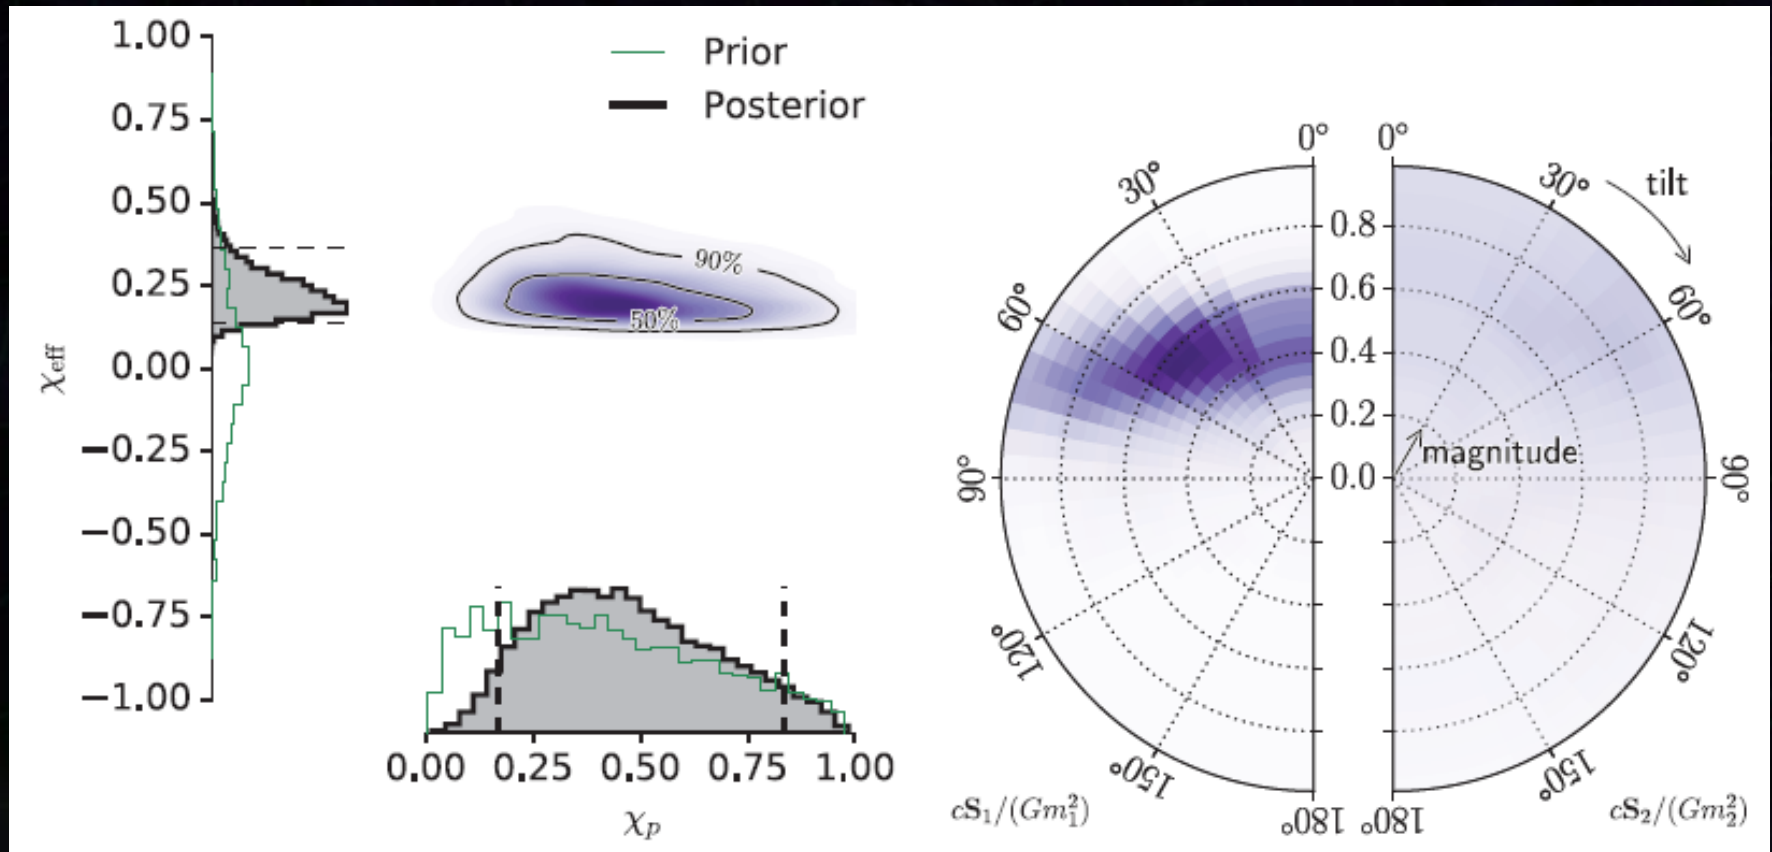 Prior
Posterior
1.00
0.75
0.50
0.25
0.00
−0.25
−0.50
−0.75
−1.00
χeff
90%
50%
0.00 0.25 0.50 0.75 1.00
χp
0° 0°
30° 30°
tilt
60° 60°
90° 90°
120° 120°
150° 150°
180° 180°
0.8
0.6
0.4
0.2
0.0
magnitude
cS₁/(Gm₁²)
cS₂/(Gm₂²)